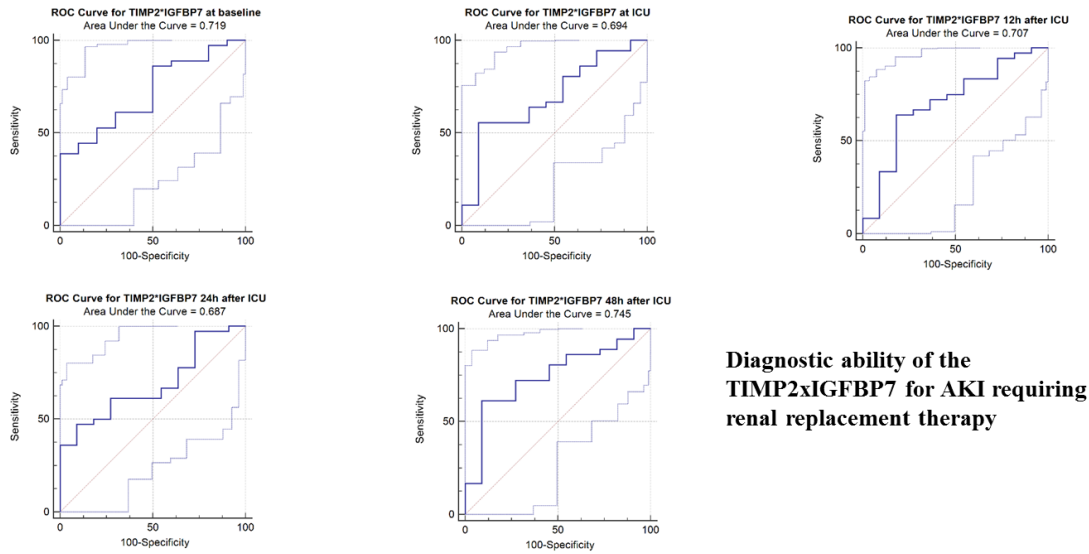 ROC Curve for TIMP2*IGFBP7 at baseline
Area Under the Curve = 0.719
100
50
0
Sensitivity
0
50
100
100-Specificity
ROC Curve for TIMP2*IGFBP7 at ICU
Area Under the Curve = 0.694
100
50
0
Sensitivity
0
50
100
100-Specificity
ROC Curve for TIMP2*IGFBP7 12h after ICU
Area Under the Curve = 0.707
100
50
0
Sensitivity
0
50
100
100-Specificity
ROC Curve for TIMP2*IGFBP7 24h after ICU
Area Under the Curve = 0.687
100
50
0
Sensitivity
0
50
100
100-Specificity
ROC Curve for TIMP2*IGFBP7 48h after ICU
Area Under the Curve = 0.745
100
50
0
Sensitivity
0
50
100
100-Specificity
Diagnostic ability of the
TIMP2xIGFBP7 for AKI requiring
renal replacement therapy